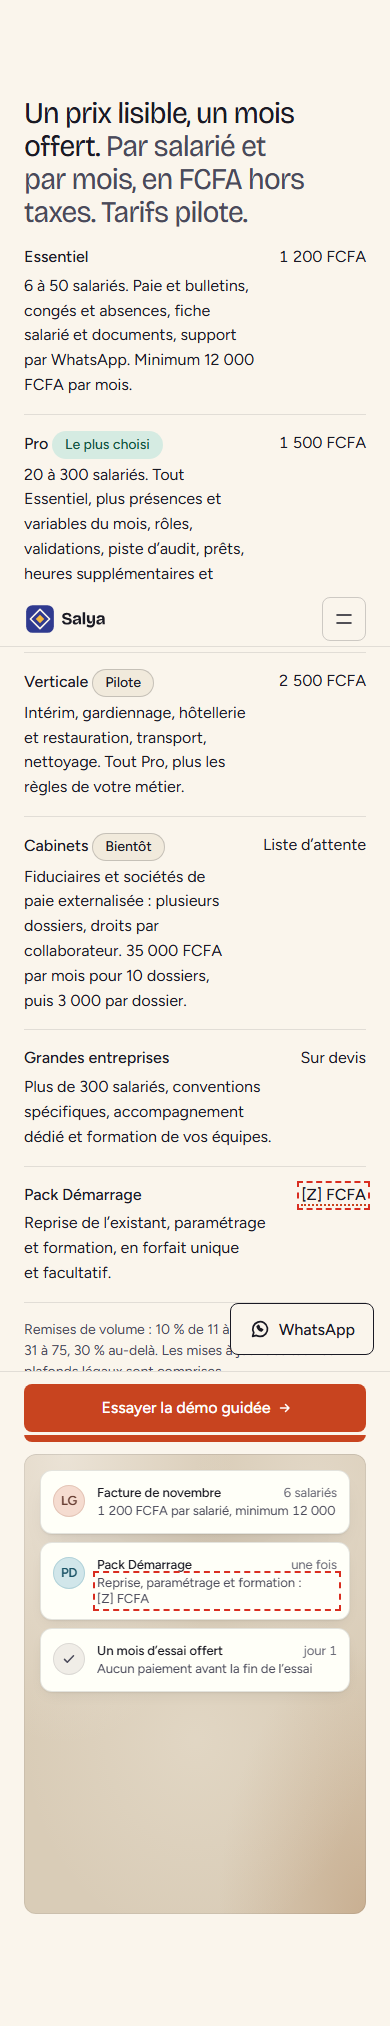 Un prix lisible, un mois
offert. Par salarié et
par mois, en FCFA hors
taxes. Tarifs pilote.
Essentiel
1 200 FCFA
6 à 50 salariés. Paie et bulletins,
congés et absences, fiche
salarié et documents, support
par WhatsApp. Minimum 12 000
FCFA par mois.
Pro
Le plus choisi
1 500 FCFA
20 à 300 salariés. Tout
Essentiel, plus présences et
variables du mois, rôles,
validations, piste d’audit, prêts,
heures supplémentaires et
Salya
Verticale
Pilote
2 500 FCFA
Intérim, gardiennage, hôtellerie
et restauration, transport,
nettoyage. Tout Pro, plus les
règles de votre métier.
Cabinets
Bientôt
Liste d’attente
Fiduciaires et sociétés de
paie externalisée : plusieurs
dossiers, droits par
collaborateur. 35 000 FCFA
par mois pour 10 dossiers,
puis 3 000 par dossier.
Grandes entreprises
Sur devis
Plus de 300 salariés, conventions
spécifiques, accompagnement
dédié et formation de vos équipes.
Pack Démarrage
[Z] FCFA
Reprise de l’existant, paramétrage
et formation, en forfait unique
et facultatif.
Remises de volume : 10 % de 11 à
WhatsApp
31 à 75, 30 % au-delà. Les mises à
plafonds légaux sont comprises
Essayer la démo guidée →
LG
Facture de novembre
6 salariés
1 200 FCFA par salarié, minimum 12 000
PD
Pack Démarrage
une fois
Reprise, paramétrage et formation :
[Z] FCFA
Un mois d’essai offert
jour 1
Aucun paiement avant la fin de l’essai